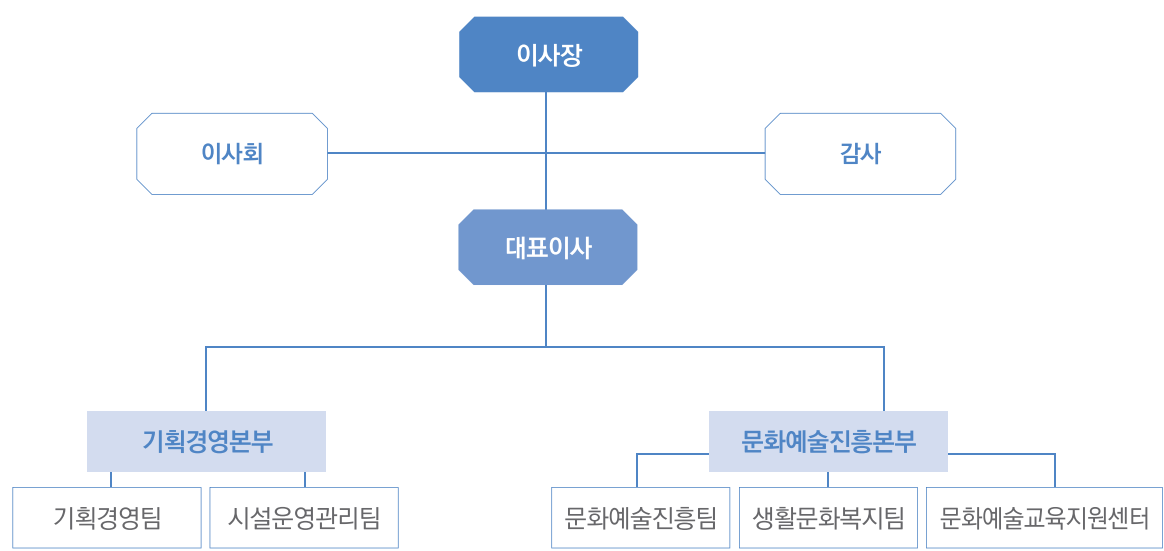 이사장
이사회
감사
대표이사
기획경영본부
문화예술진흥본부
기획경영팀
시설운영관리팀
문화예술진흥팀
생활문화복지팀
문화예술교육지원센터